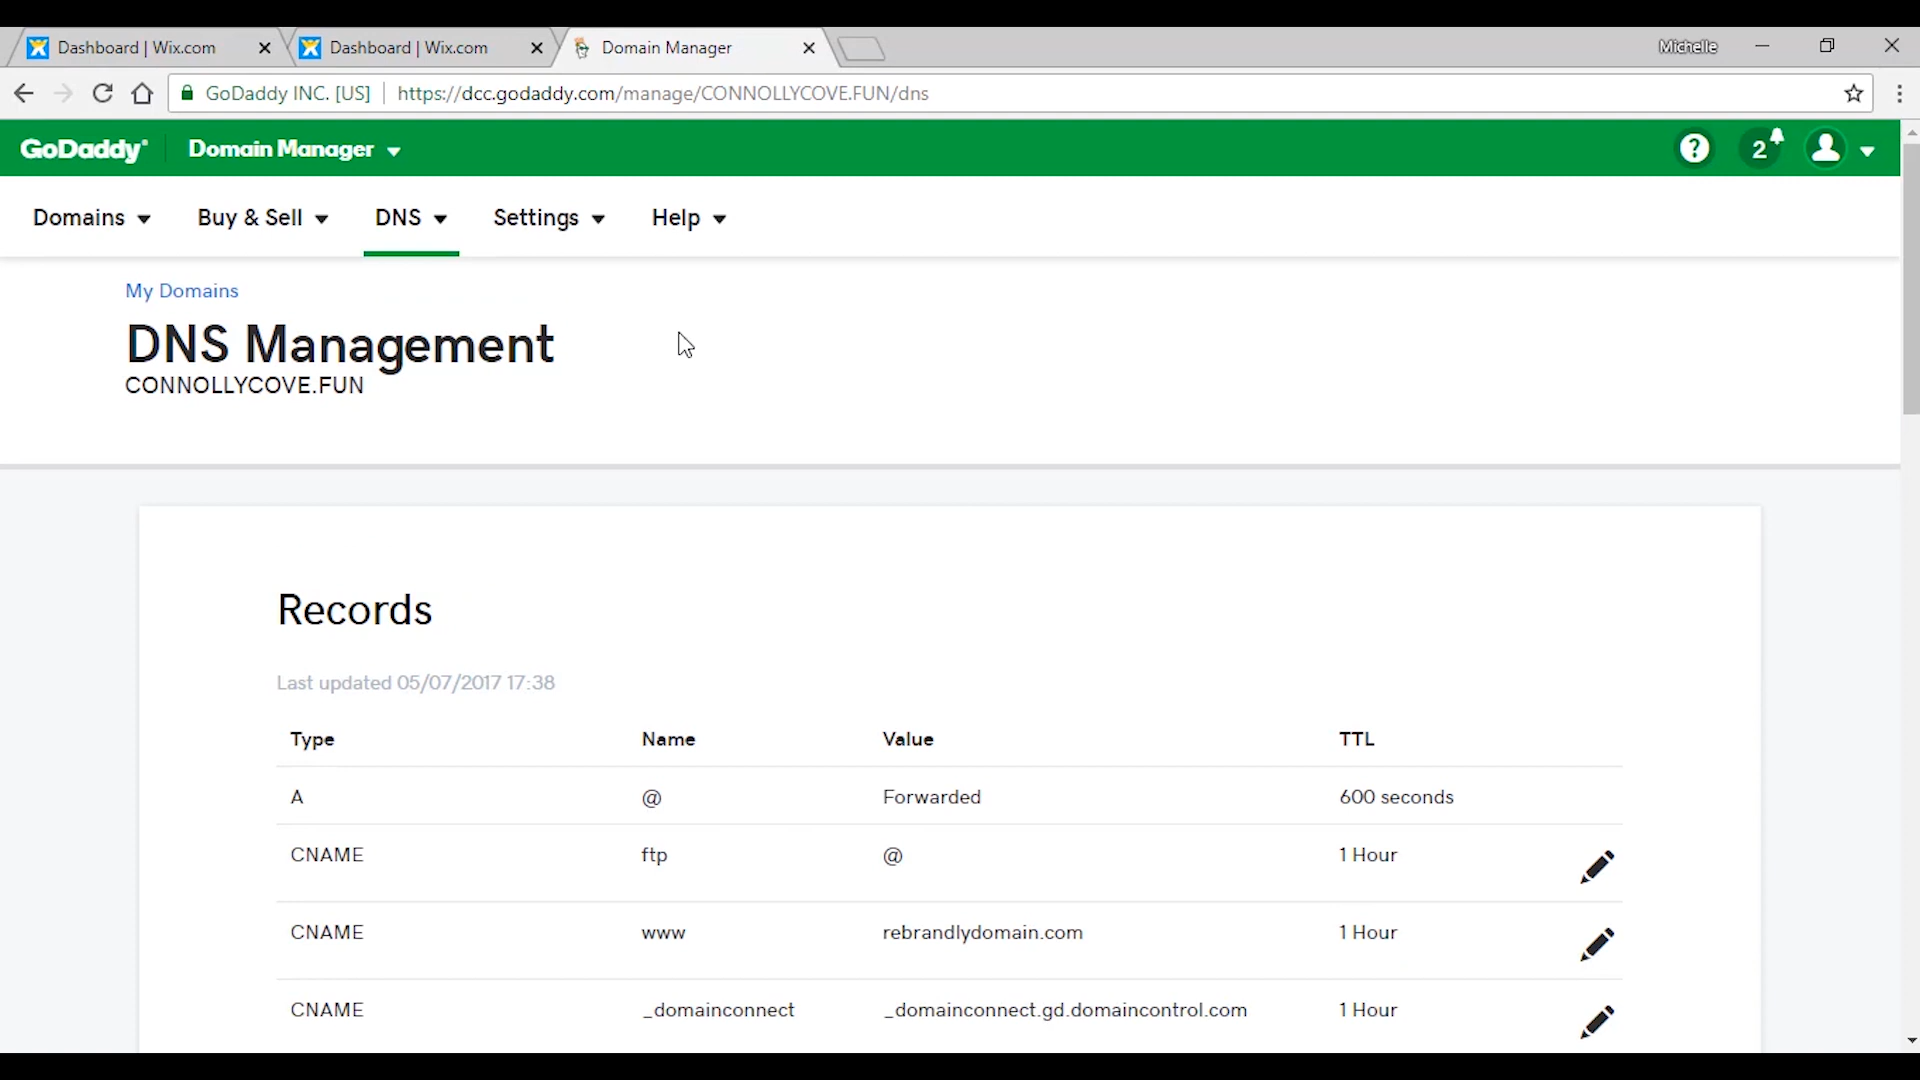 Dashboard | Wix.com
Dashboard | Wix.com
Domain Manager
Michelle
GoDaddy INC. [US] https://dcc.godaddy.com/manage/CONNOLLYCOVE.FUN/dns
GoDaddy Domain Manager
? 2
Domains Buy & Sell DNS Settings Help
My Domains
DNS Management
CONNOLLYCOVE.FUN
Records
Last updated 05/07/2017 17:38
Type Name Value TTL
A @ Forwarded 600 seconds
CNAME ftp @ 1 Hour
CNAME www rebrandlydomain.com 1 Hour
CNAME _domainconnect _domainconnect.gd.domaincontrol.com 1 Hour